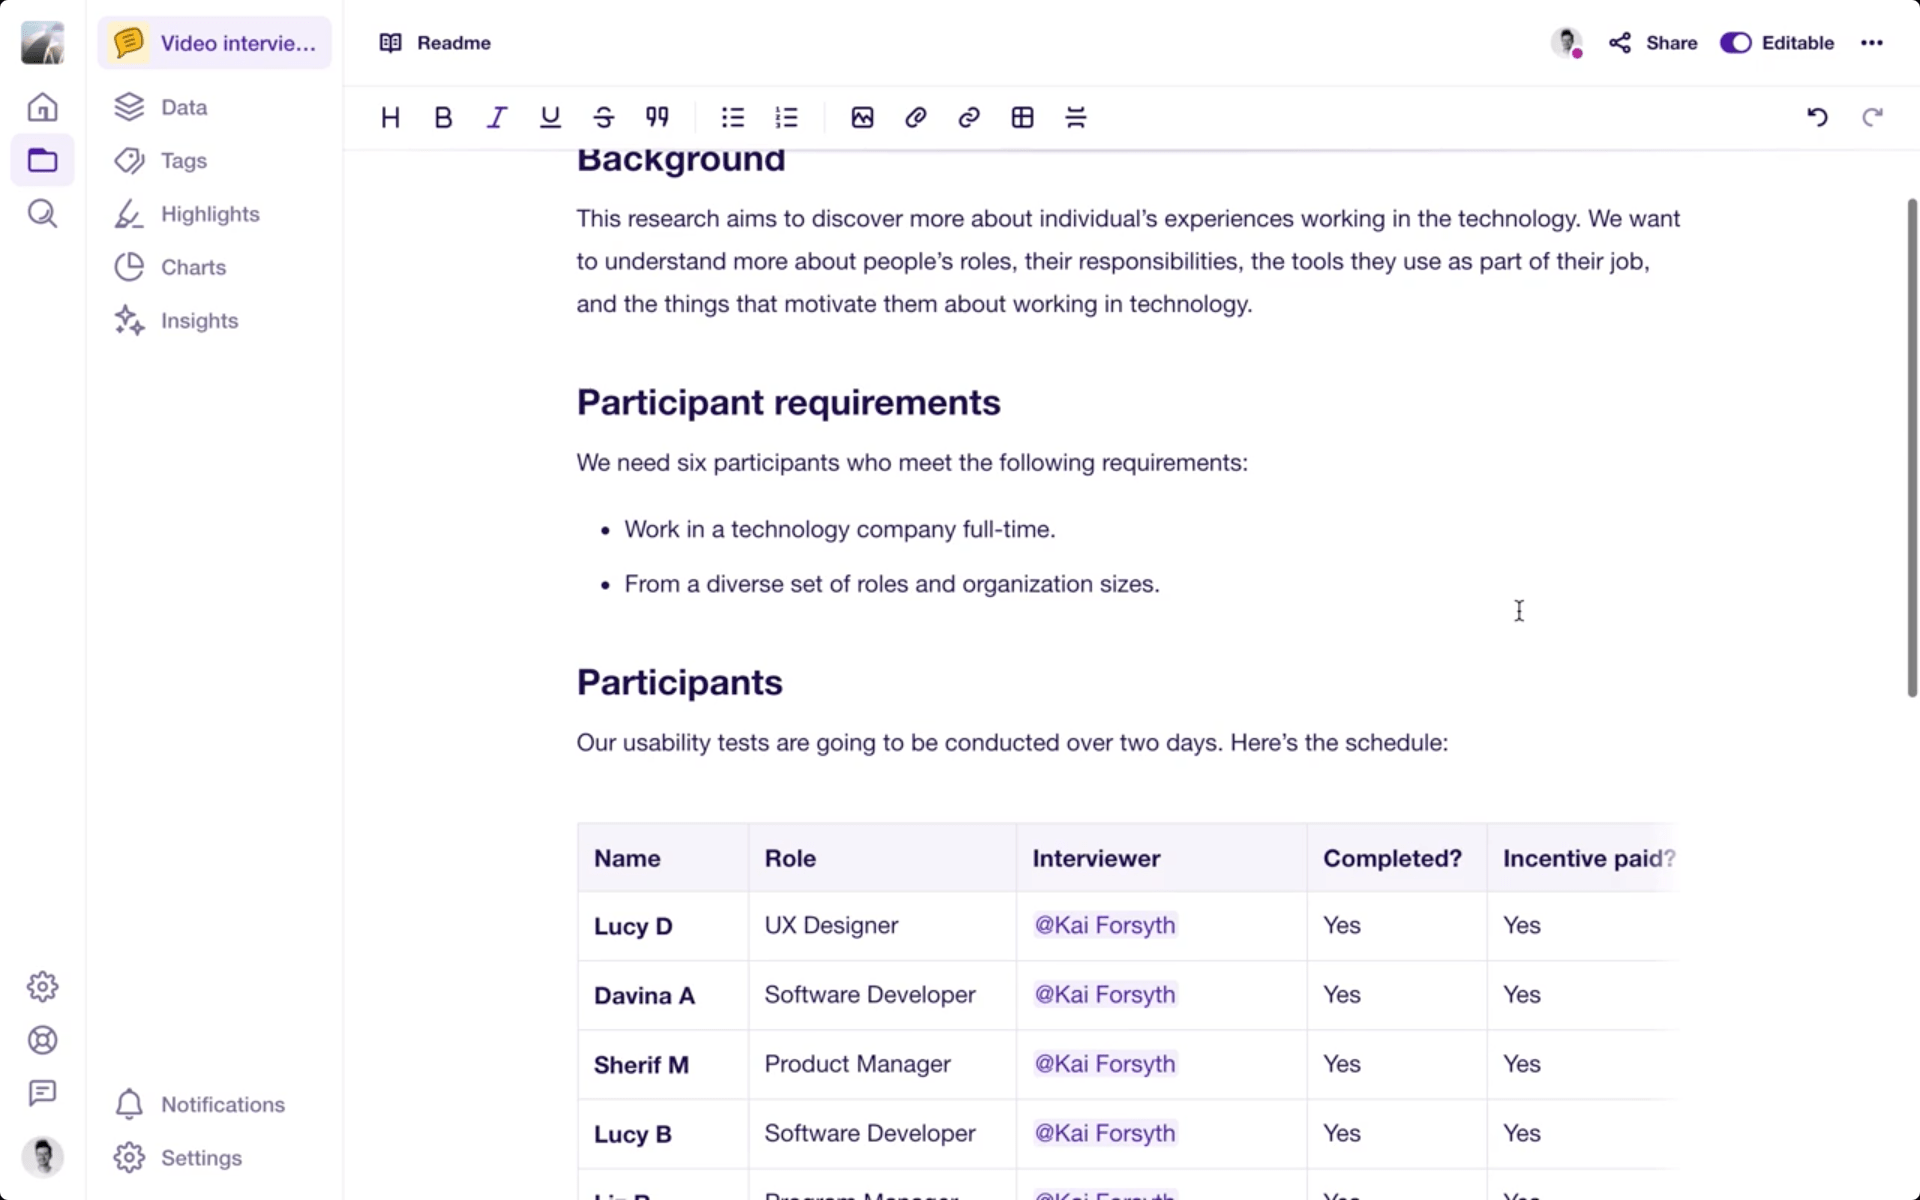 Video intervie...
Data
Tags
Highlights
Charts
Insights
Notifications
Settings
Readme
Share
Editable
H B I U S
Background
This research aims to discover more about individual’s experiences working in the technology. We want
to understand more about people’s roles, their responsibilities, the tools they use as part of their job,
and the things that motivate them about working in technology.
Participant requirements
We need six participants who meet the following requirements:
• Work in a technology company full-time.
• From a diverse set of roles and organization sizes.
Participants
Our usability tests are going to be conducted over two days. Here’s the schedule:
Name Role Interviewer Completed? Incentive paid?
Lucy D UX Designer @Kai Forsyth Yes Yes
Davina A Software Developer @Kai Forsyth Yes Yes
Sherif M Product Manager @Kai Forsyth Yes Yes
Lucy B Software Developer @Kai Forsyth Yes Yes
Program Manager @Kai Forsyth Yes Yes